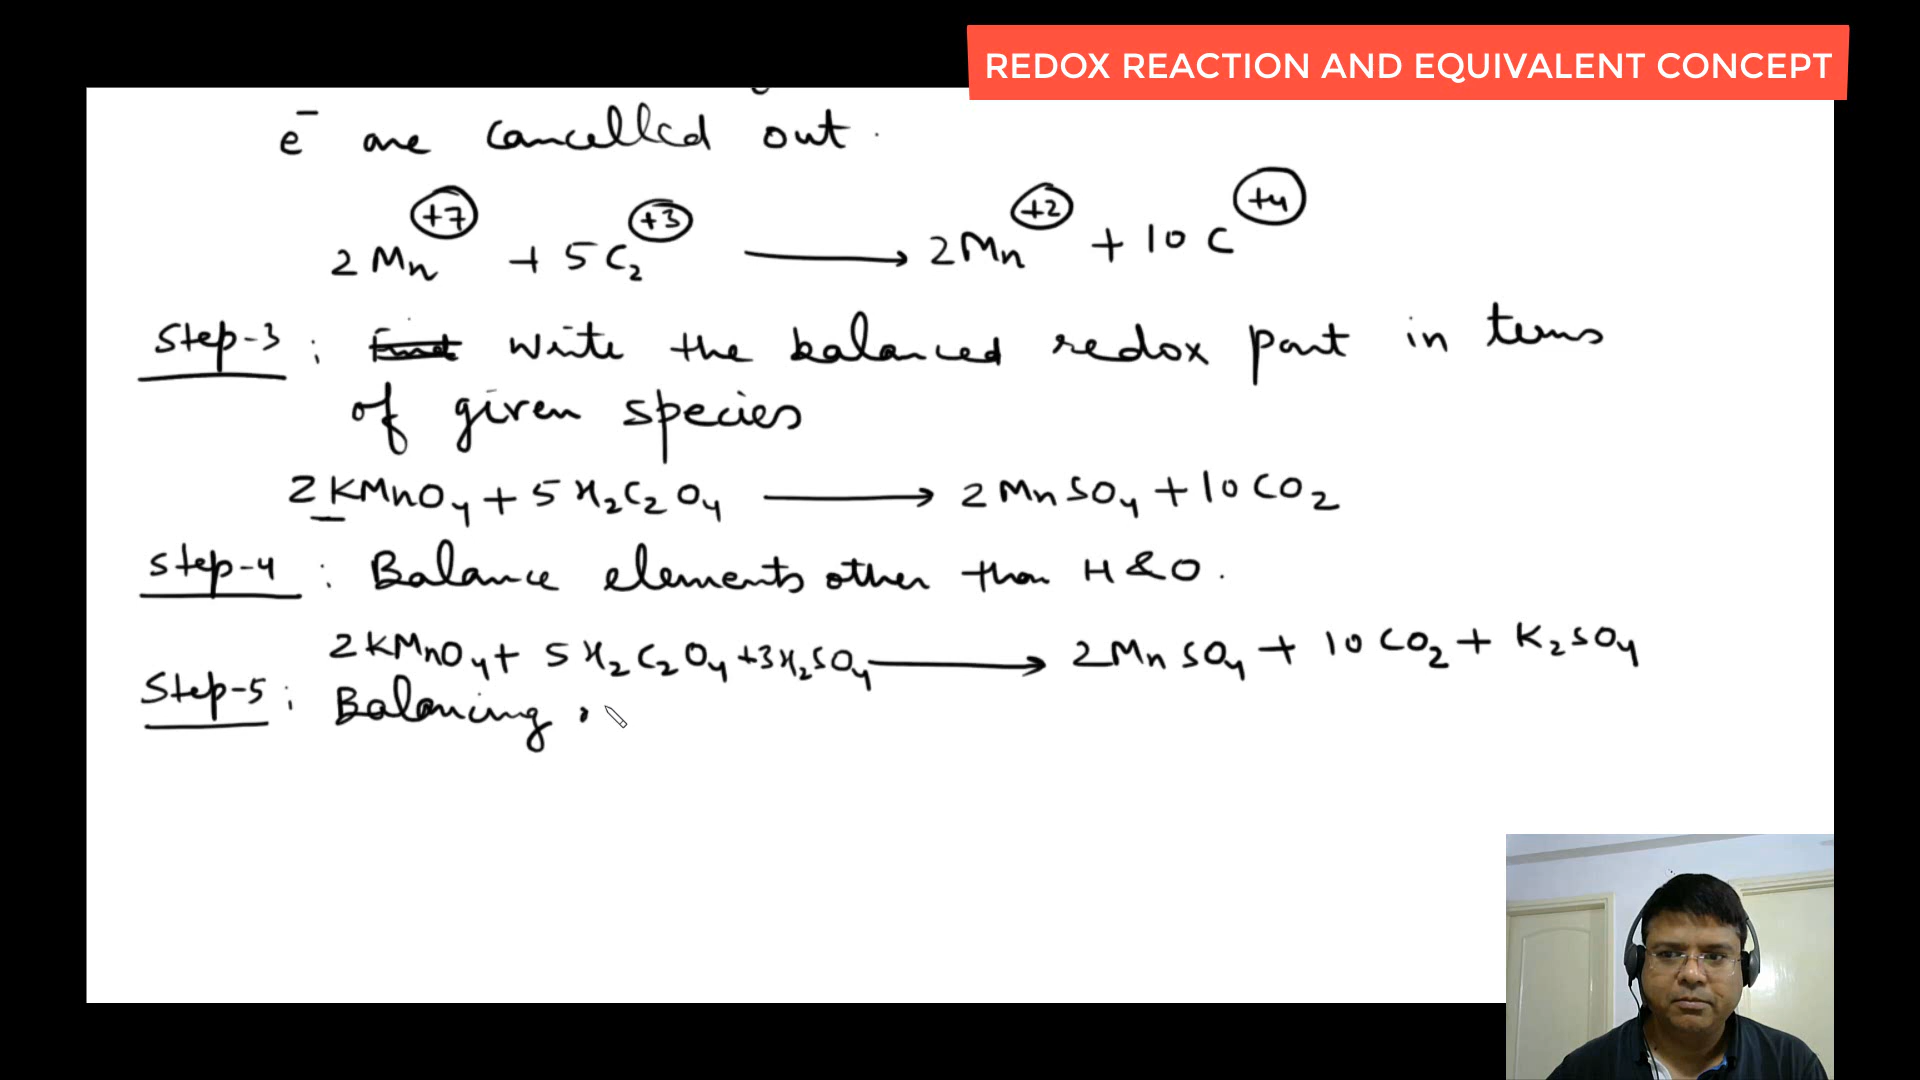 REDOX REACTION AND EQUIVALENT CONCEPT
e⁻ are cancelled out.
2Mn⁺⁷ + 5C₂⁺³ ⟶ 2Mn⁺² + 10C⁺⁴
Step-3 : Write the balanced redox part in terms
of given species
2KMnO₄ + 5H₂C₂O₄ ⟶ 2MnSO₄ + 10CO₂
Step-4 : Balance elements other than H & O.
2KMnO₄ + 5H₂C₂O₄ + 3H₂SO₄ ⟶ 2MnSO₄ + 10CO₂ + K₂SO₄
Step-5 : Balancing